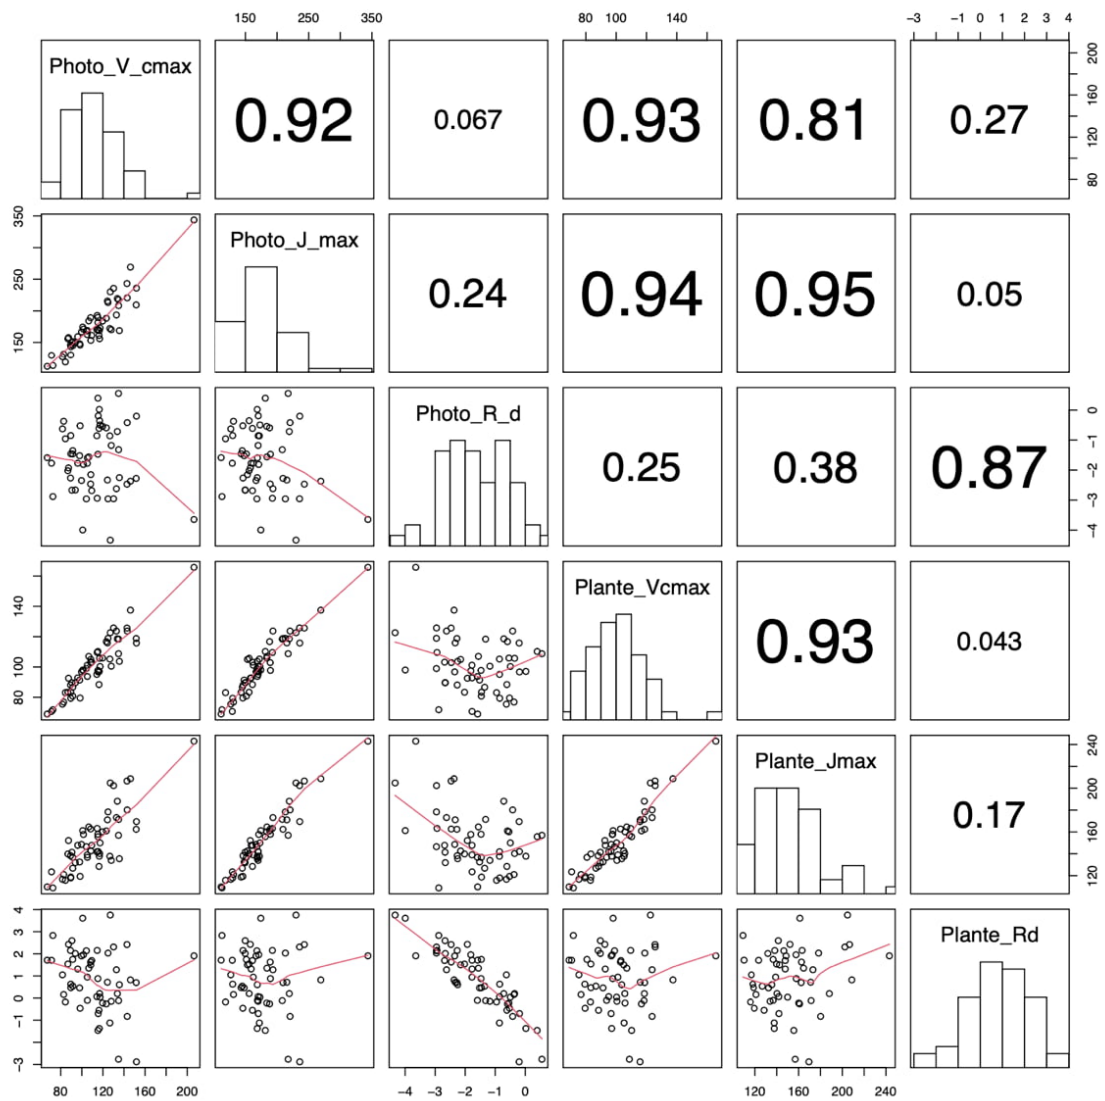 150 250 350 80 100 140 −3 −1 0 1 2 3 4
Photo_V_cmax 0.92 0.067 0.93 0.81 0.27
80 120 160 200
150 250 350
Photo_J_max 0.24 0.94 0.95 0.05
Photo_R_d 0.25 0.38 0.87
−4 −3 −2 −1 0
80 100 140
Plante_Vcmax 0.93 0.043
Plante_Jmax 0.17
120 160 200 240
−3 −1 0 1 2 3 4
Plante_Rd
80 120 160 200 −4 −3 −2 −1 0 120 160 200 240